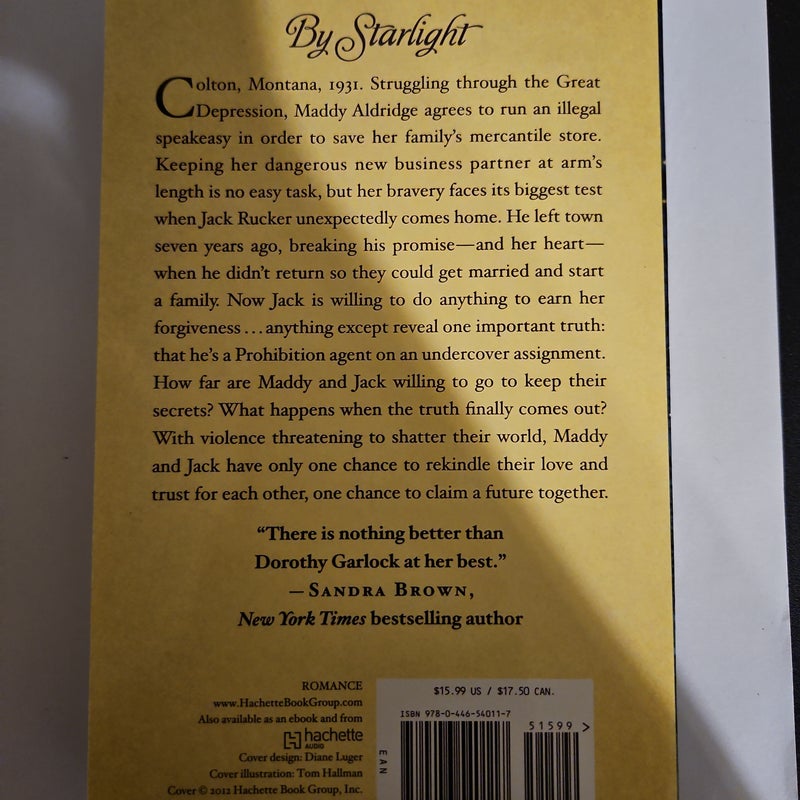 By Starlight
Colton, Montana, 1931. Struggling through the Great
Depression, Maddy Aldridge agrees to run an illegal
speakeasy in order to save her family's mercantile store.
Keeping her dangerous new business partner at arm's
length is no easy task, but her bravery faces its biggest test
when Jack Rucker unexpectedly comes home. He left town
seven years ago, breaking his promise—and her heart—
when he didn't return so they could get married and start
a family. Now Jack is willing to do anything to earn her
forgiveness...anything except reveal one important truth:
that he's a Prohibition agent on an undercover assignment.
How far are Maddy and Jack willing to go to keep their
secrets? What happens when the truth finally comes out?
With violence threatening to shatter their world, Maddy
and Jack have only one chance to rekindle their love and
trust for each other, one chance to claim a future together.
"There is nothing better than
Dorothy Garlock at her best."
—SANDRA BROWN,
New York Times bestselling author
ROMANCE
www.HachetteBookGroup.com
Also available as an ebook and from
hachette
AUDIO
Cover design: Diane Luger
Cover illustration: Tom Hallman
Cover © 2012 Hachette Book Group, Inc.
$15.99 US / $17.50 CAN.
ISBN 978-0-446-54011-7
51599 >
EAN